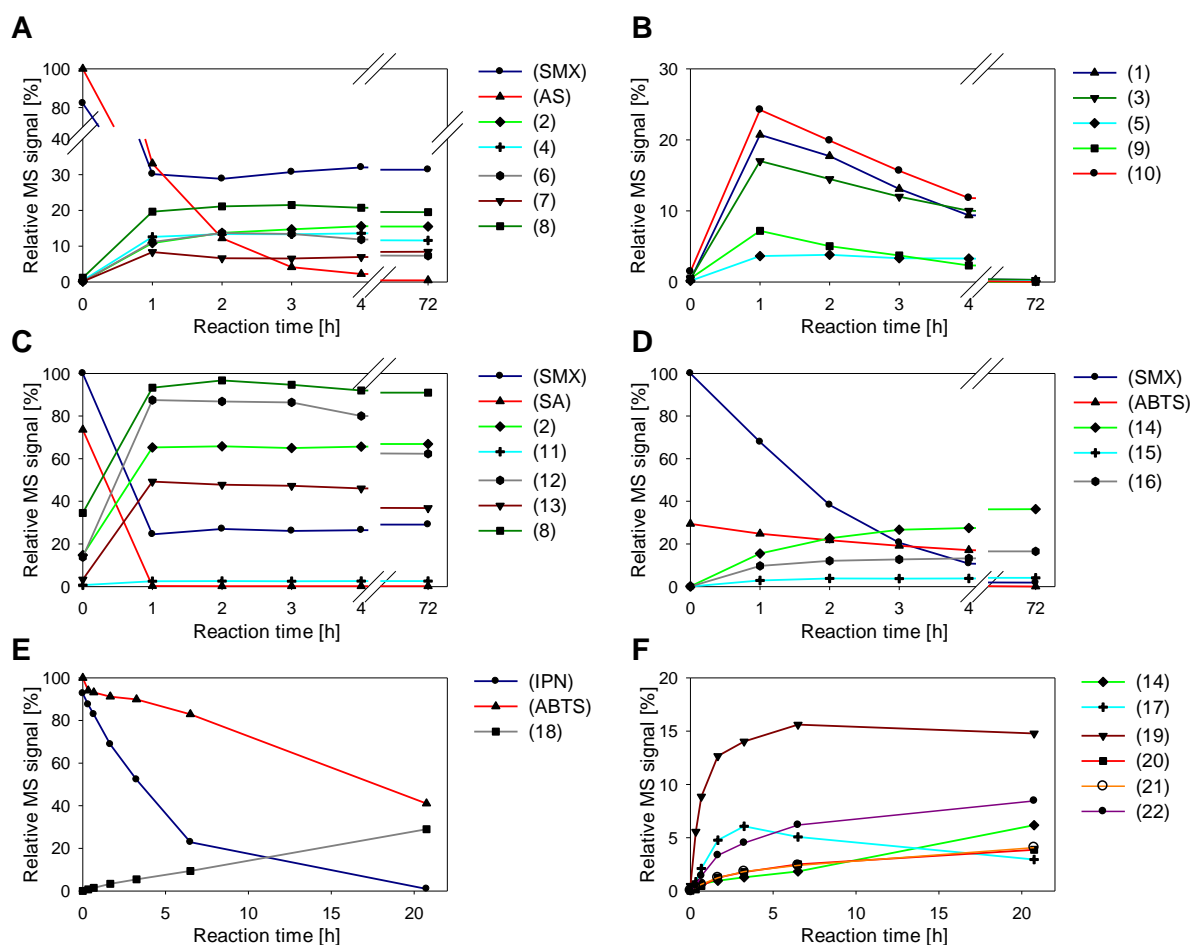 A
Relative MS signal [%]
100
80
40
30
20
10
0
0 1 2 3 4 72
Reaction time [h]
(SMX)
(AS)
(2)
(4)
(6)
(7)
(8)
B
Relative MS signal [%]
30
20
10
0
0 1 2 3 4 72
Reaction time [h]
(1)
(3)
(5)
(9)
(10)
C
Relative MS signal [%]
100
80
60
40
20
0
0 1 2 3 4 72
Reaction time [h]
(SMX)
(SA)
(2)
(11)
(12)
(13)
(8)
D
Relative MS signal [%]
100
80
60
40
20
0
0 1 2 3 4 72
Reaction time [h]
(SMX)
(ABTS)
(14)
(15)
(16)
E
Relative MS signal [%]
100
80
60
40
20
0
0 5 10 15 20
Reaction time [h]
(IPN)
(ABTS)
(18)
F
Relative MS signal [%]
20
15
10
5
0
0 5 10 15 20
Reaction time [h]
(14)
(17)
(19)
(20)
(21)
(22)